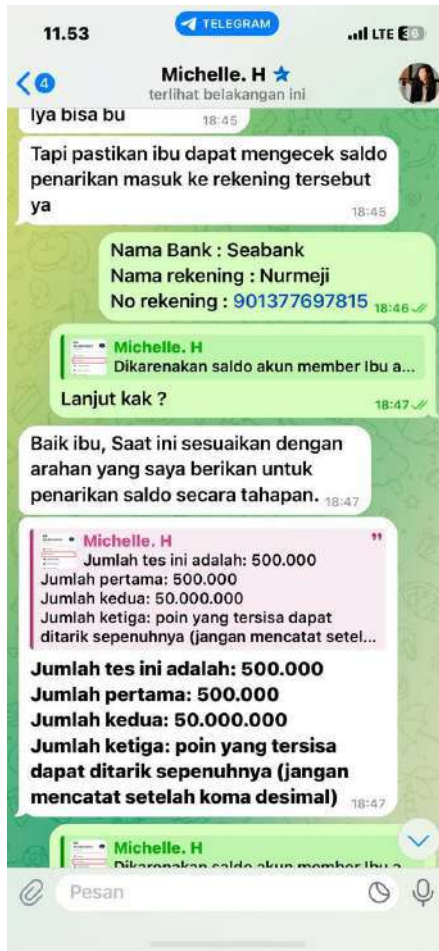 11.53
TELEGRAM
LTE 36
4
Michelle. H
terlihat belakangan ini
Iya bisa bu
18:45
Tapi pastikan ibu dapat mengecek saldo
penarikan masuk ke rekening tersebut
ya
18:45
Nama Bank : Seabank
Nama rekening : Nurmeji
No rekening : 901377697815 18:46
Michelle. H
Dikarenakan saldo akun member Ibu a...
Lanjut kak ?
18:47
Baik ibu, Saat ini sesuaikan dengan
arahan yang saya berikan untuk
penarikan saldo secara tahapan. 18:47
Michelle. H
Jumlah tes ini adalah: 500.000
Jumlah pertama: 500.000
Jumlah kedua: 50.000.000
Jumlah ketiga: poin yang tersisa dapat
ditarik sepenuhnya (jangan mencatat setel...
Jumlah tes ini adalah: 500.000
Jumlah pertama: 500.000
Jumlah kedua: 50.000.000
Jumlah ketiga: poin yang tersisa
dapat ditarik sepenuhnya (jangan
mencatat setelah koma desimal) 18:47
Michelle. H
Dikarenakan saldo akun member Ibu a
Pesan